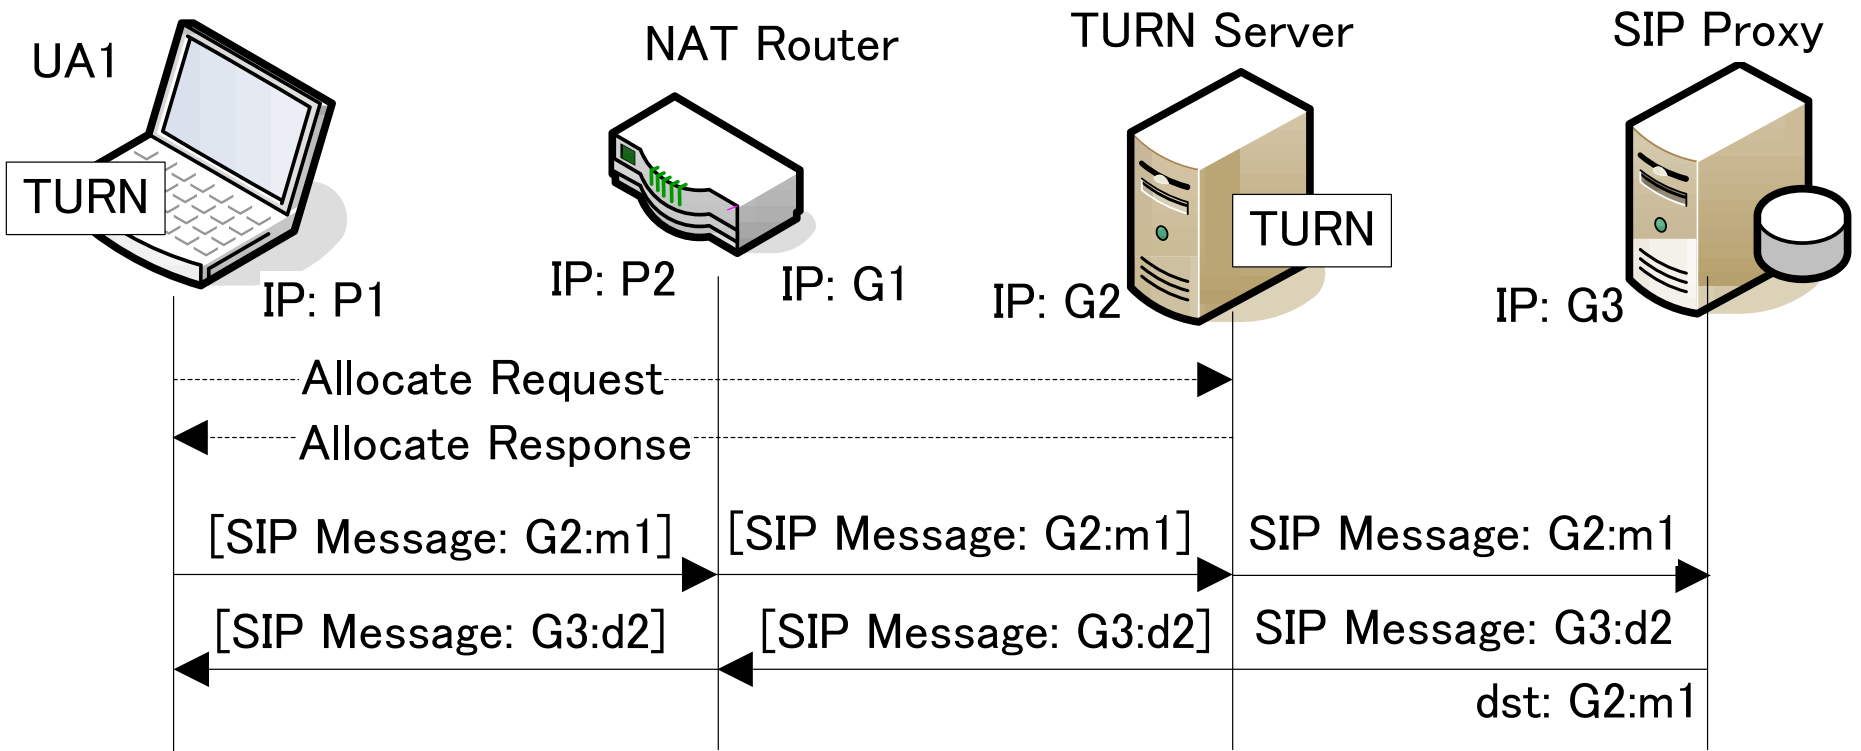 UA1
NAT Router
TURN Server
SIP Proxy
TURN
TURN
IP: P1
IP: P2
IP: G1
IP: G2
IP: G3
Allocate Request
Allocate Response
[SIP Message: G2:m1]
[SIP Message: G2:m1]
SIP Message: G2:m1
[SIP Message: G3:d2]
[SIP Message: G3:d2]
SIP Message: G3:d2
dst: G2:m1